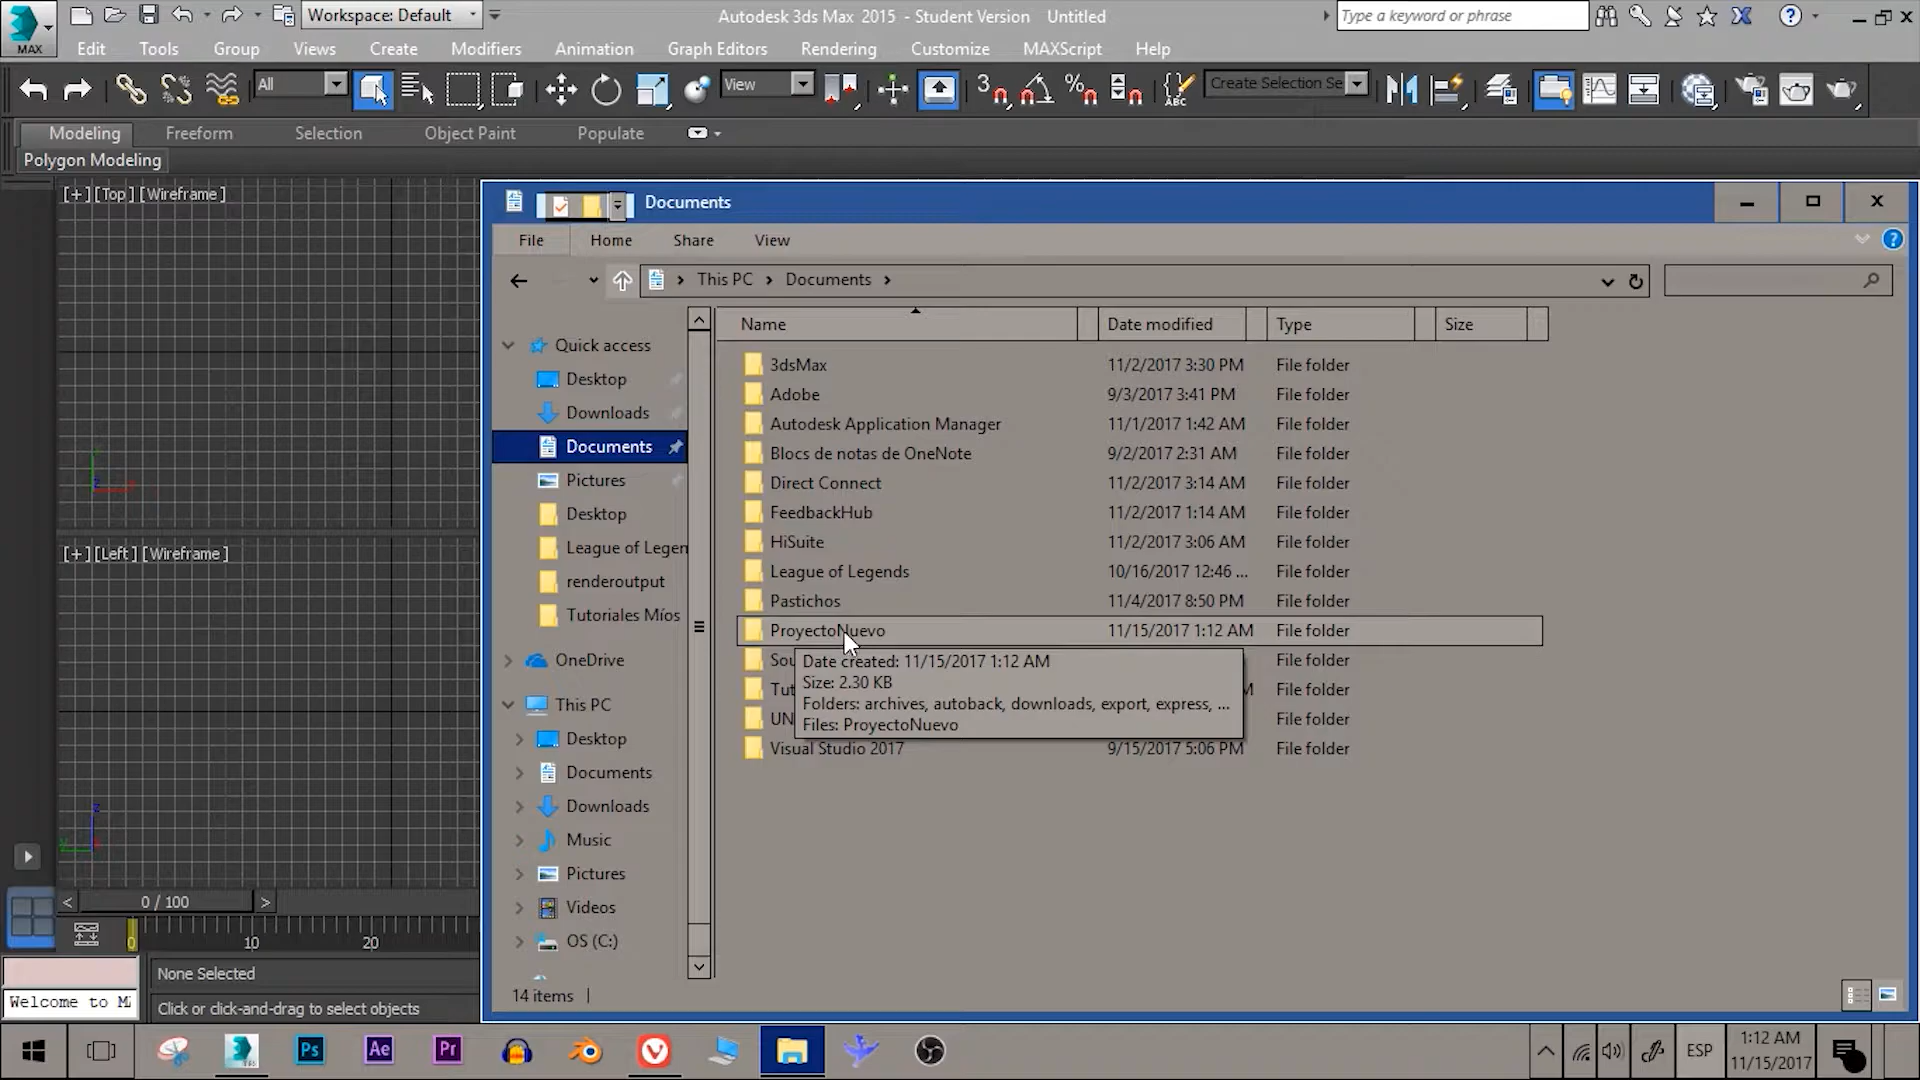 MAX
Workspace: Default
Autodesk 3ds Max 2015 - Student Version Untitled
Type a keyword or phrase
Edit Tools Group Views Create Modifiers Animation Graph Editors Rendering Customize MAXScript Help
All
View
3
%
ABC
Create Selection Se
Modeling Freeform Selection Object Paint Populate
Polygon Modeling
[+] [Top] [Wireframe]
Documents
File Home Share View
This PC > Documents >
Name Date modified Type Size
Quick access
Desktop
Downloads
Documents
Pictures
Desktop
League of Legen
renderoutput
Tutoriales Míos
OneDrive
This PC
Desktop
Documents
Downloads
Music
Pictures
Videos
OS (C:)
3dsMax 11/2/2017 3:30 PM File folder
Adobe 9/3/2017 3:41 PM File folder
Autodesk Application Manager 11/1/2017 1:42 AM File folder
Blocs de notas de OneNote 9/2/2017 2:31 AM File folder
Direct Connect 11/2/2017 3:14 AM File folder
FeedbackHub 11/2/2017 1:14 AM File folder
HiSuite 11/2/2017 3:06 AM File folder
League of Legends 10/16/2017 12:46 ... File folder
Pastichos 11/4/2017 8:50 PM File folder
ProyectoNuevo 11/15/2017 1:12 AM File folder
Sou File folder
Tut M File folder
UN File folder
Visual Studio 2017 9/15/2017 5:06 PM File folder
Date created: 11/15/2017 1:12 AM
Size: 2.30 KB
Folders: archives, autoback, downloads, export, express, ...
Files: ProyectoNuevo
14 items
[+] [Left] [Wireframe]
z
z
y
< 0 / 100 >
0 10 20
None Selected
Welcome to M
Click or click-and-drag to select objects
Ps Ae Pr
ESP
1:12 AM
11/15/2017